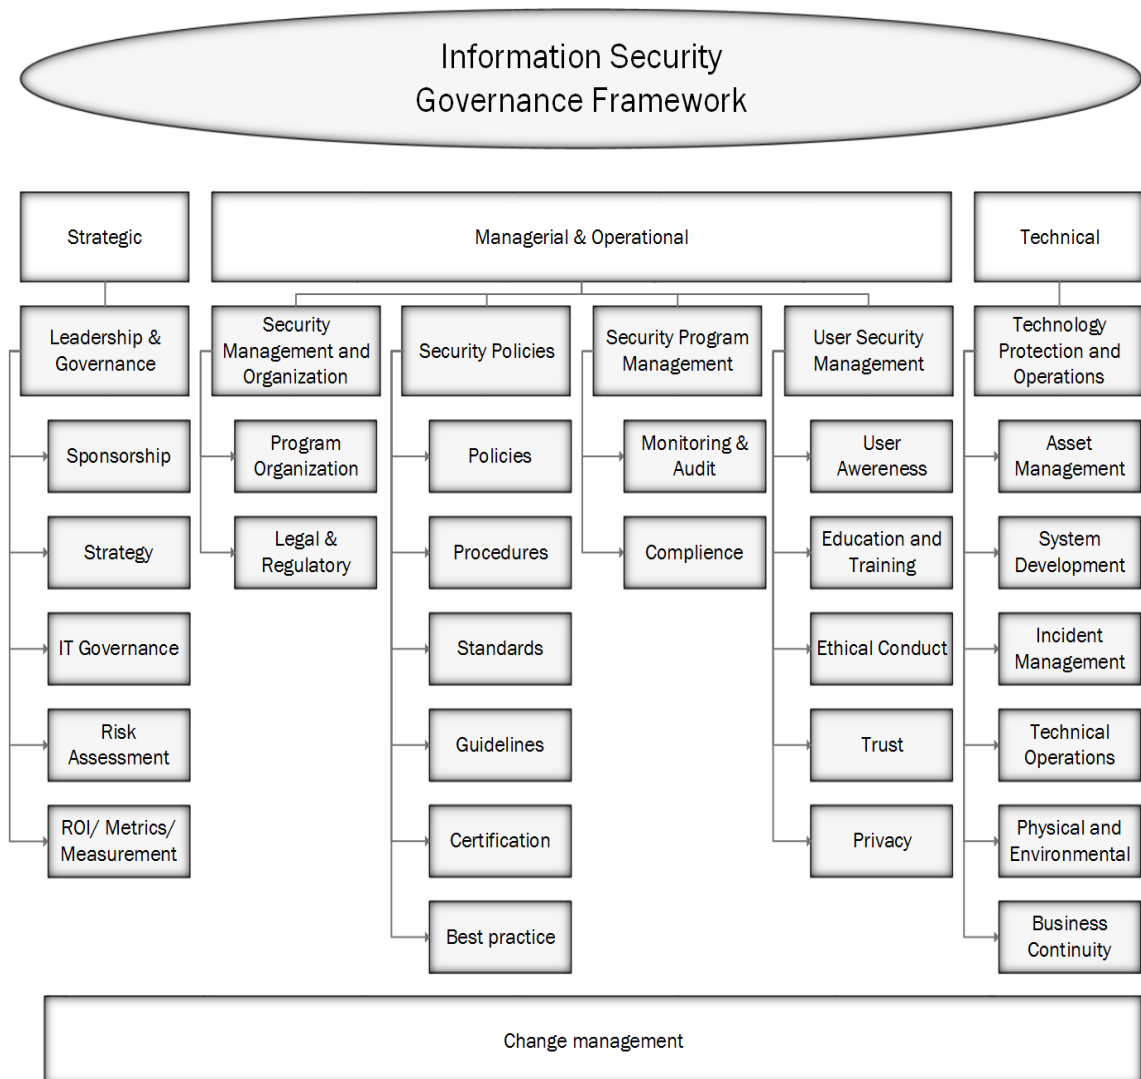 Information Security
Governance Framework
Strategic
Managerial & Operational
Technical
Leadership &
Governance
Security
Management and
Organization
Security Policies
Security Program
Management
User Security
Management
Technology
Protection and
Operations
Sponsorship
Program
Organization
Policies
Monitoring &
Audit
User
Awereness
Asset
Management
Strategy
Legal &
Regulatory
Procedures
Complience
Education and
Training
System
Development
IT Governance
Standards
Ethical Conduct
Incident
Management
Risk
Assessment
Guidelines
Trust
Technical
Operations
ROI/ Metrics/
Measurement
Certification
Privacy
Physical and
Environmental
Best practice
Business
Continuity
Change management